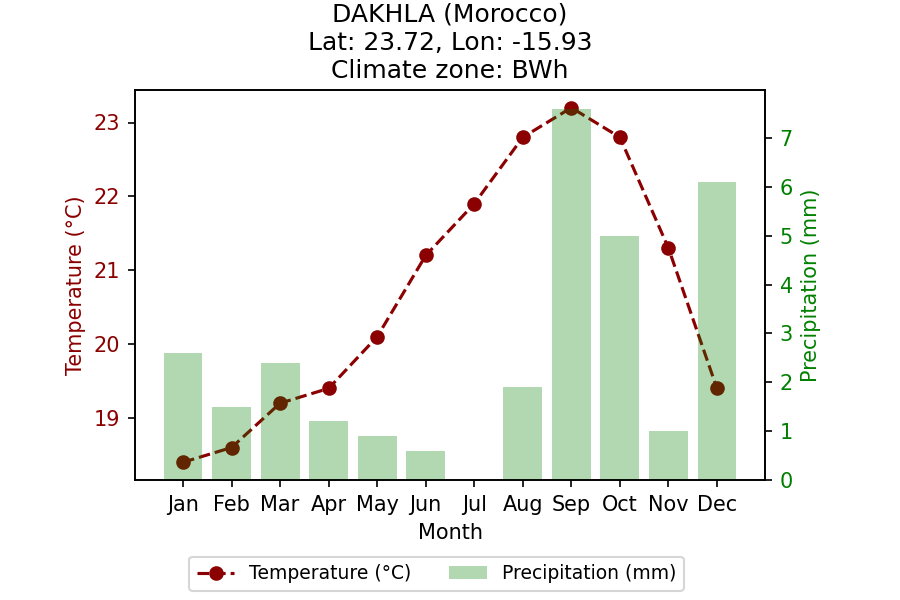 DAKHLA (Morocco)
Lat: 23.72, Lon: -15.93
Climate zone: BWh
Temperature (°C)
23
22
21
20
19
Precipitation (mm)
7
6
5
4
3
2
1
0
Jan Feb Mar Apr May Jun Jul Aug Sep Oct Nov Dec
Month
Temperature (°C) Precipitation (mm)